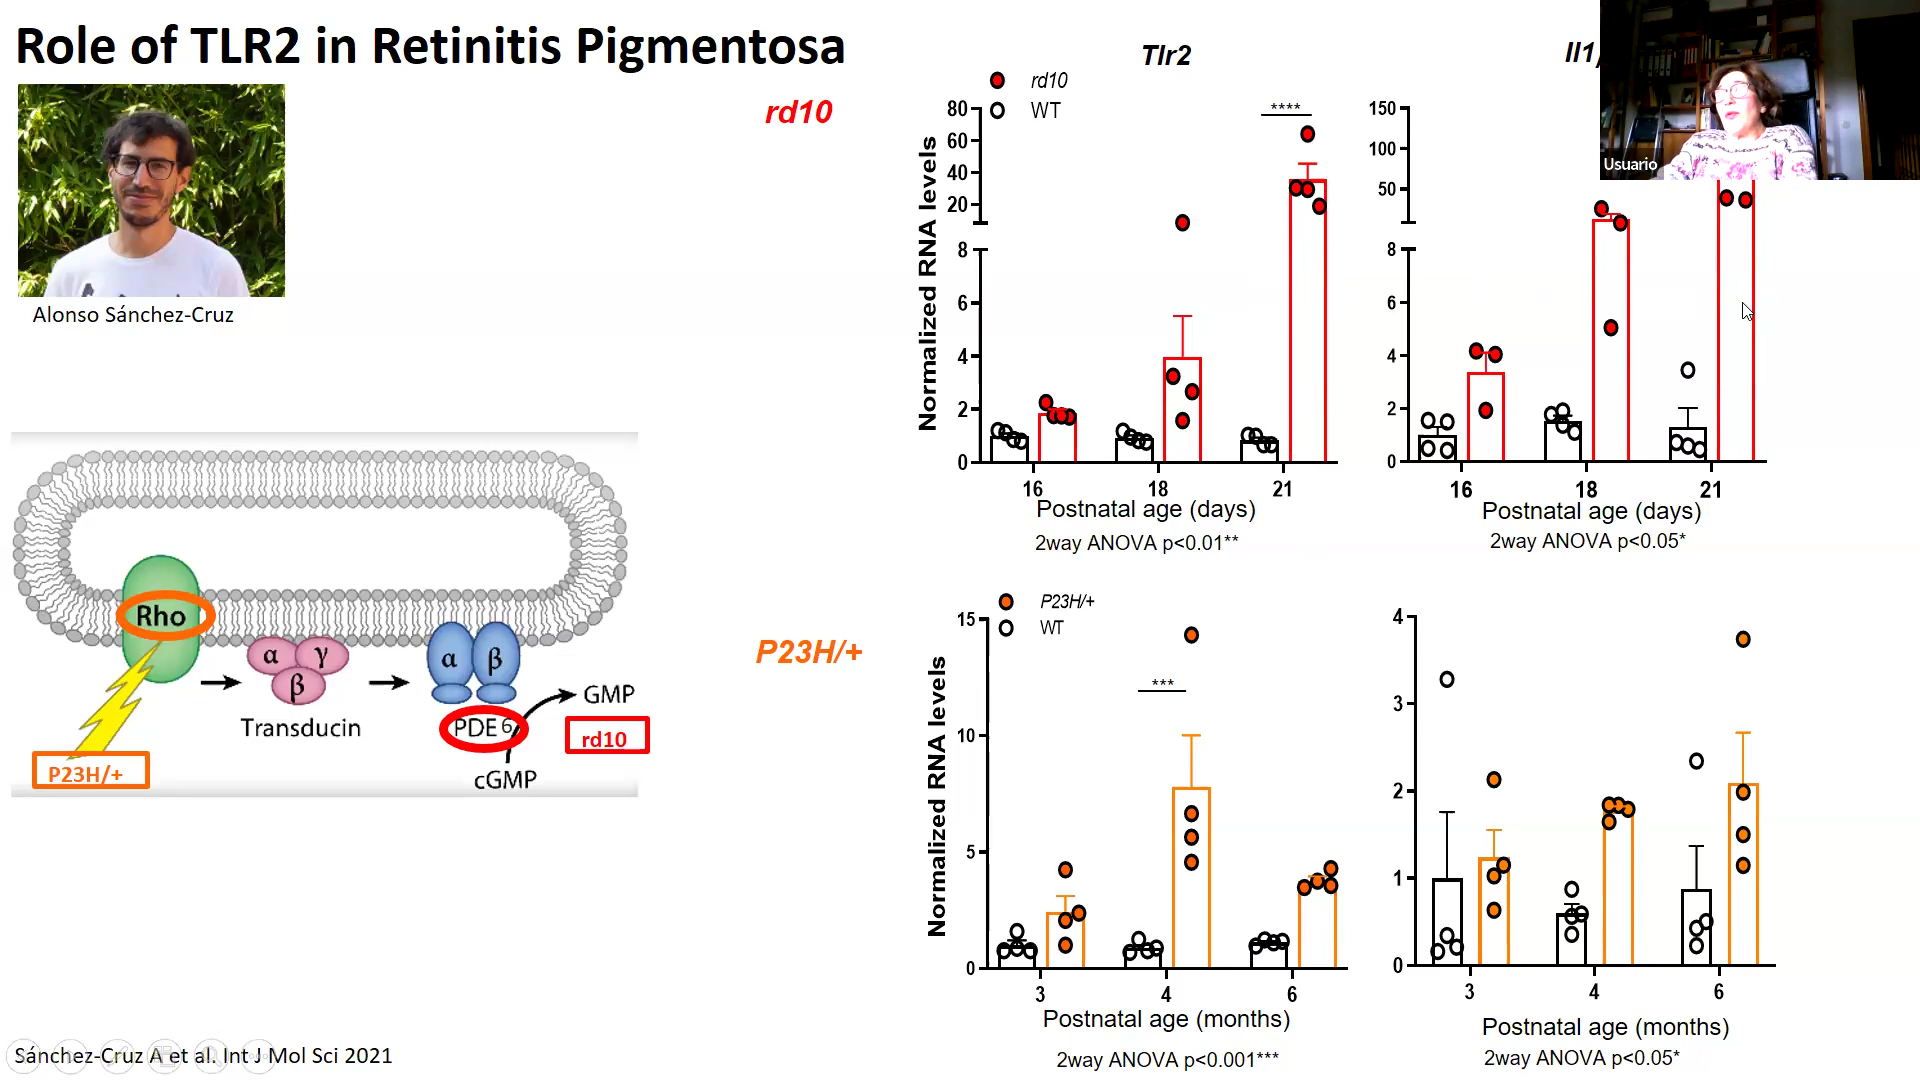 Role of TLR2 in Retinitis Pigmentosa
Alonso Sánchez-Cruz
rd10
Tlr2
rd10
WT
Normalized RNA levels
80
60
40
20
8
6
4
2
0
****
16
18
21
Postnatal age (days)
2way ANOVA p<0.01**
Usuario
150
100
50
8
6
4
2
0
16
18
21
Postnatal age (days)
2way ANOVA p<0.05*
Rho
α
γ
β
Transducin
α
β
PDE6
GMP
rd10
cGMP
P23H/+
P23H/+
P23H/+
WT
Normalized RNA levels
15
10
5
0
***
3
4
6
Postnatal age (months)
2way ANOVA p<0.001***
4
3
2
1
0
3
4
6
Postnatal age (months)
2way ANOVA p<0.05*
Sánchez-Cruz A et al. Int J Mol Sci 2021